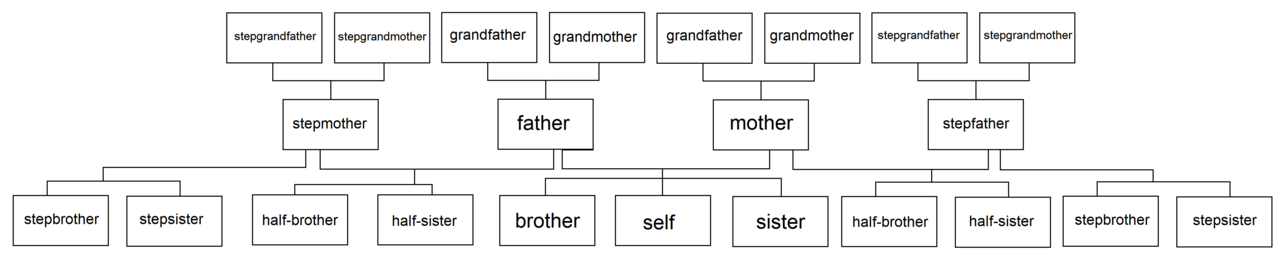 stepgrandfather
stepgrandmother
grandfather
grandmother
grandfather
grandmother
stepgrandfather
stepgrandmother
stepmother
father
mother
stepfather
stepbrother
stepsister
half-brother
half-sister
brother
self
sister
half-brother
half-sister
stepbrother
stepsister